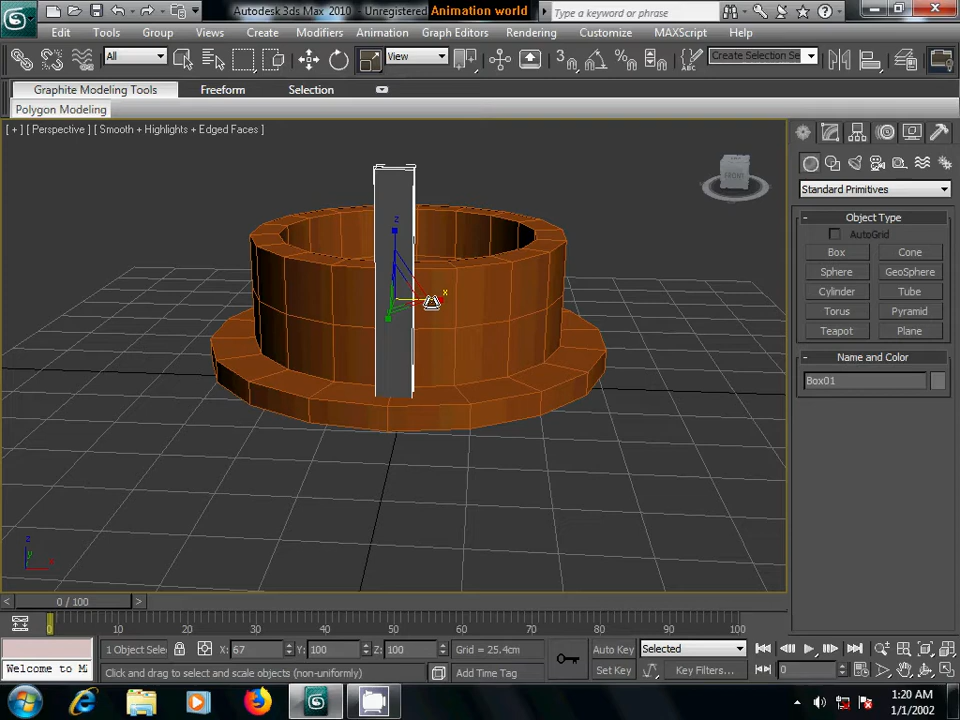 Autodesk 3ds Max 2010 - Unregistered Animation world
Type a keyword or phrase
Edit Tools Group Views Create Modifiers Animation Graph Editors Rendering Customize MAXScript Help
All View Create Selection Se
Graphite Modeling Tools Freeform Selection
Polygon Modeling
[ + ] [ Perspective ] [ Smooth + Highlights + Edged Faces ]
FRONT
Standard Primitives
- Object Type
AutoGrid
Box Cone
Sphere GeoSphere
Cylinder Tube
Torus Pyramid
Teapot Plane
- Name and Color
Box01
z
x
z
y
x
< 0 / 100 >
0 10 20 30 40 50 60 70 80 90 100
1 Object Sele X: 67 Y: 100 Z: 100 Grid = 25.4cm Auto Key Selected
Welcome to M Click and drag to select and scale objects (non-uniformly) Add Time Tag Set Key Key Filters... 0
1:20 AM
1/1/2002